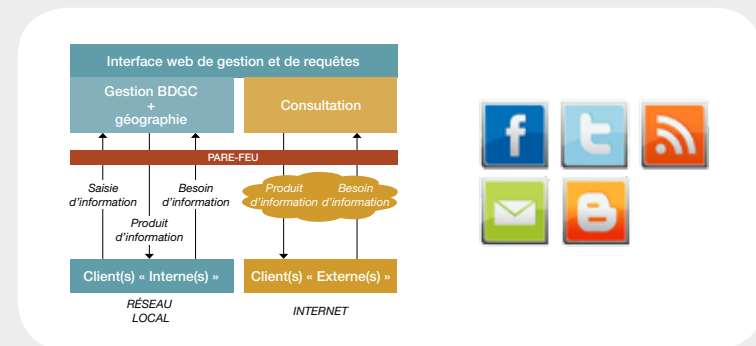 Interface web de gestion et de requêtes
Gestion BDGC
+
géographie
Consultation
PARE-FEU
Saisie
d'information
Produit
d'information
Besoin
d'information
Produit
d'information
Besoin
d'information
Client(s) « Interne(s) »
Client(s) « Externe(s) »
RÉSEAU
LOCAL
INTERNET
f
t
B